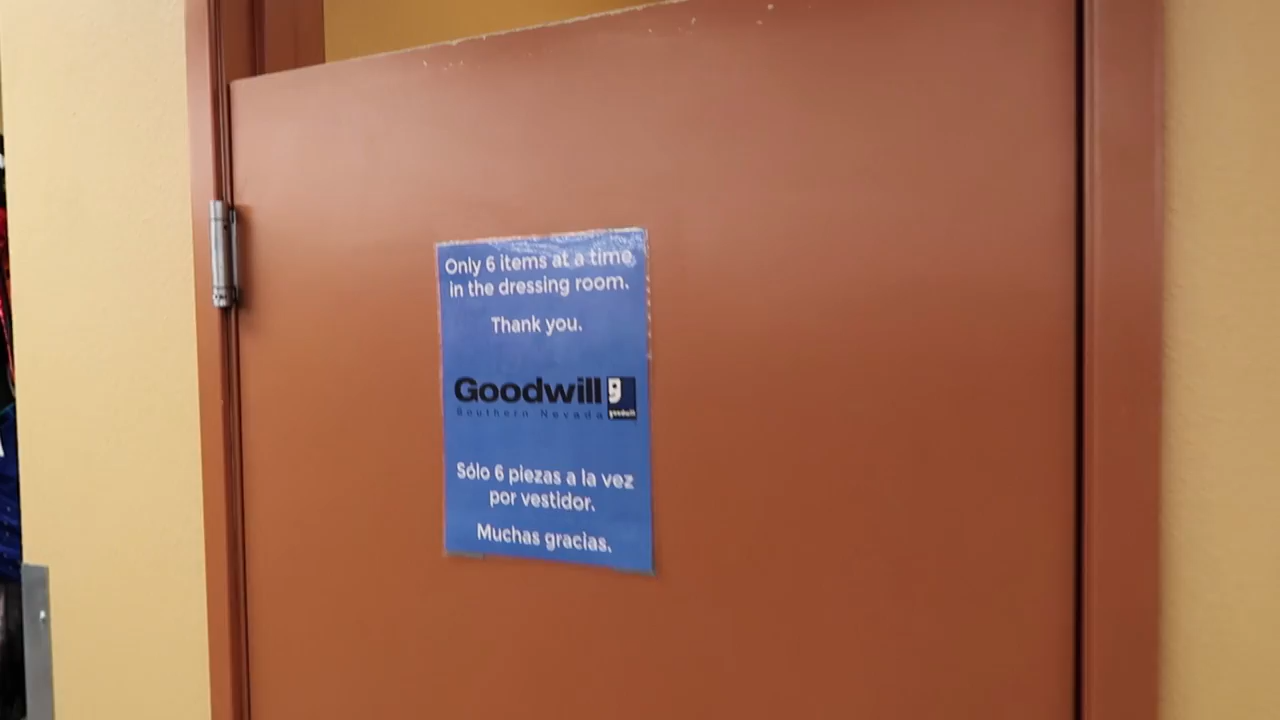 Only 6 items at a time
in the dressing room.
Thank you.
Goodwill
Southern Nevada
goodwill
Sólo 6 piezas a la vez
por vestidor.
Muchas gracias.